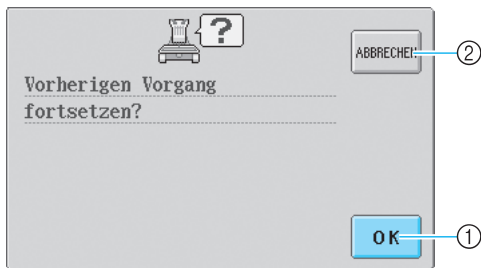 ?
ABBRECHEN
②
Vorherigen Vorgang
fortsetzen?
OK
①